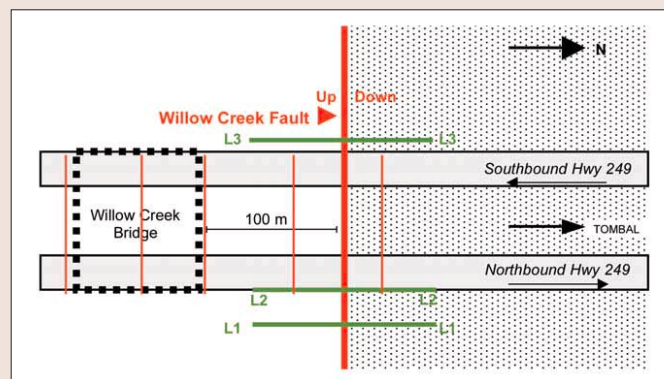 N
Up Down
Willow Creek Fault
L3 L3
Southbound Hwy 249
Willow Creek
Bridge
100 m
TOMBAL
Northbound Hwy 249
L2 L2
L1 L1